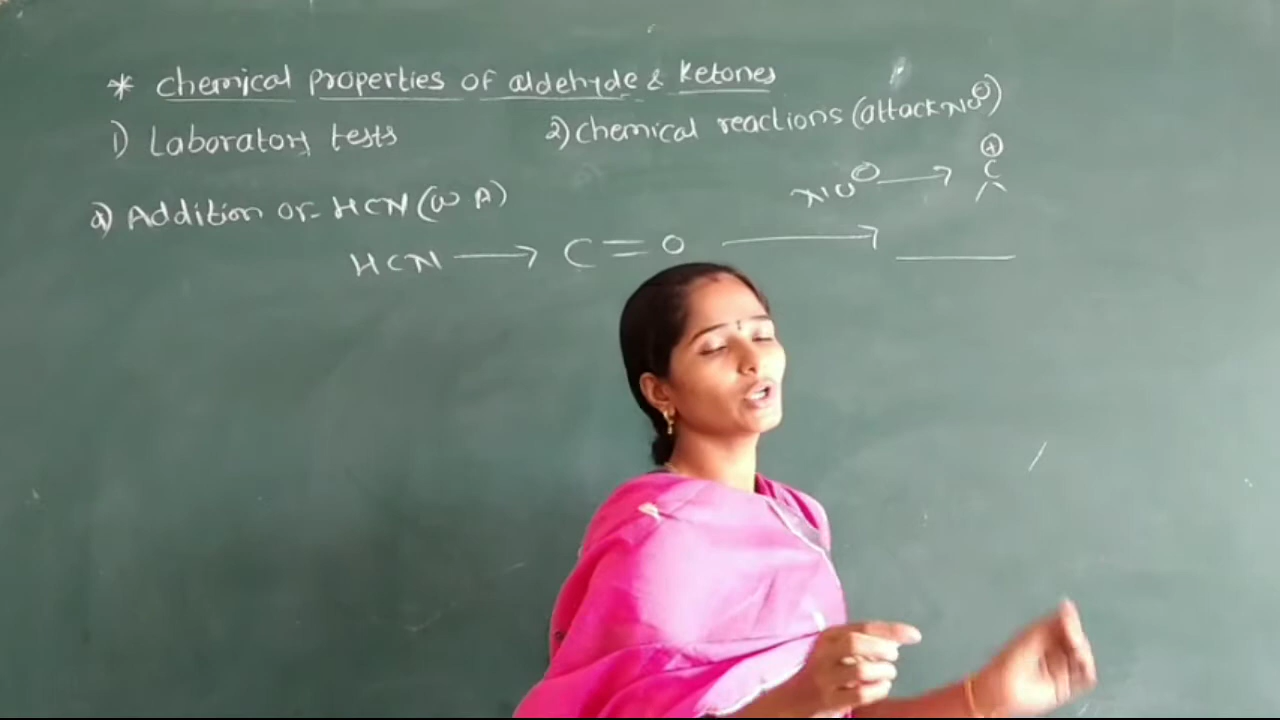 * Chemical properties of aldehyde & Ketones
1) Laboratory tests
2) Chemical reactions (attack Nu⊖)
Nu⊖ → C⊕
a) Addition of HCN (W A)
HCN → C=O →